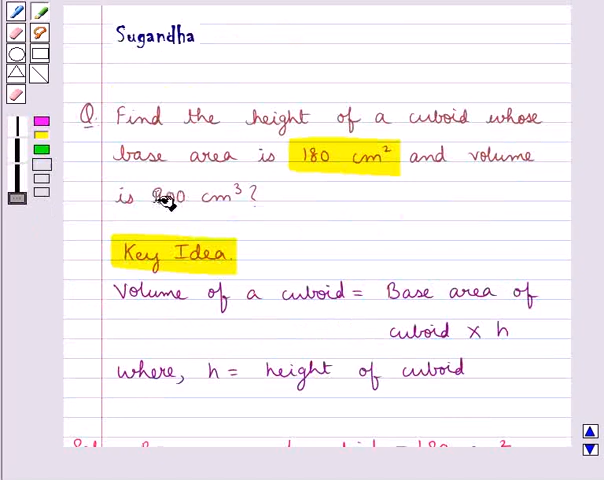 Sugandha
Q. Find the height of a cuboid whose
base area is 180 cm² and volume
is cm³?
Key Idea.
Volume of a cuboid = Base area of
cuboid × h
where, h = height of cuboid